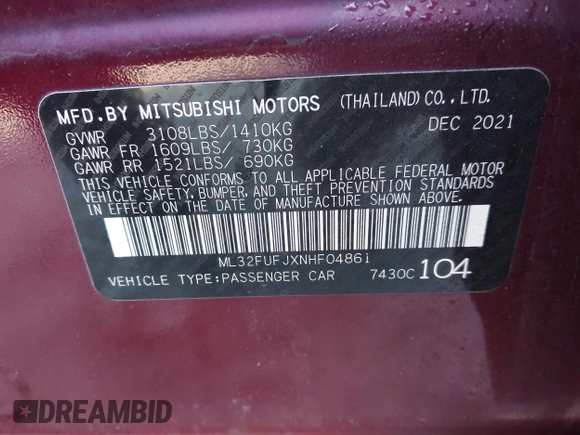 MFD.BY MITSUBISHI MOTORS (THAILAND)CO.,LTD.
GVWR 3108LBS/1410KG DEC 2021
GAWR FR 1609LBS/ 730KG
GAWR RR 1521LBS/ 690KG
THIS VEHICLE CONFORMS TO ALL APPLICABLE FEDERAL MOTOR
VEHICLE SAFETY, BUMPER, AND THEFT PREVENTION STANDARDS
IN EFFECT ON THE DATE OF MANUFACTURE SHOWN ABOVE.
ML32FUFJXNHF04861
VEHICLE TYPE:PASSENGER CAR 7430C 104
DREAMBID